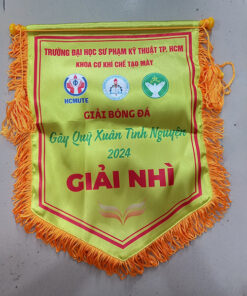 TRƯỜNG ĐẠI HỌC SƯ PHẠM KỸ THUẬT TP. HCM
KHOA CƠ KHÍ CHẾ TẠO MÁY
HCMUTE
GIẢI BÓNG ĐÁ
Gây Quỹ Xuân Tình Nguyện
2024
GIẢI NHÌ